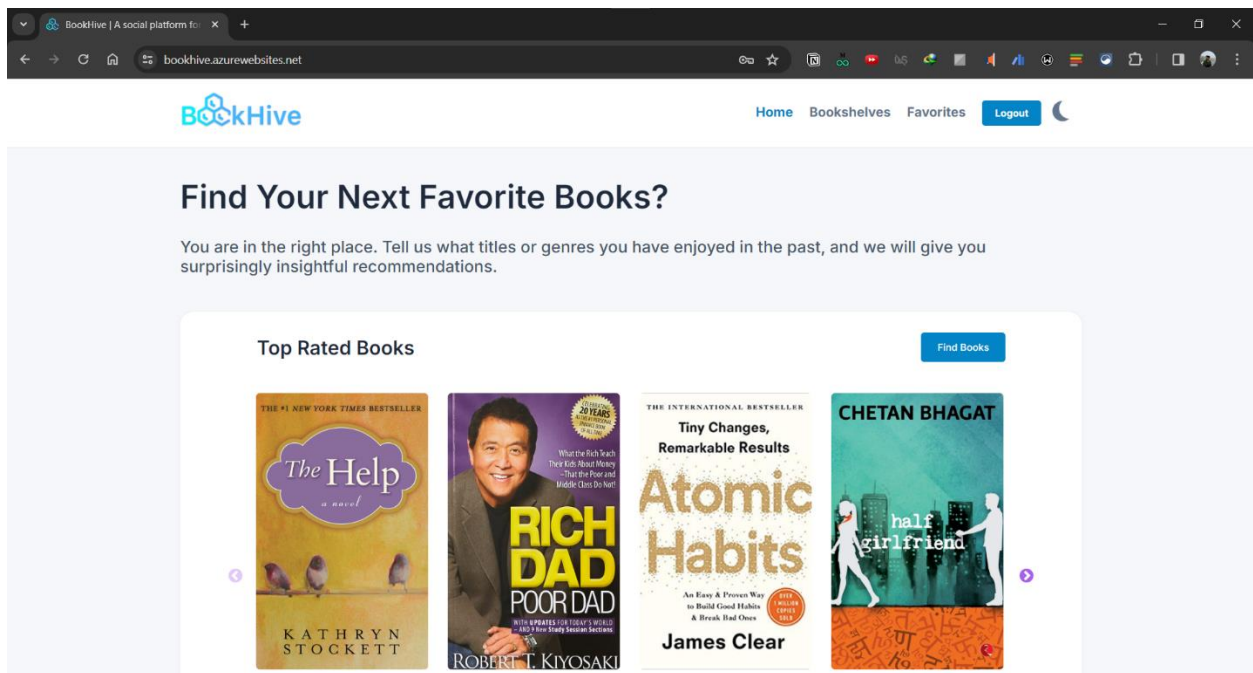 BookHive | A social platform fo
bookhive.azurewebsites.net
BookHive
Home
Bookshelves
Favorites
Logout
Find Your Next Favorite Books?
You are in the right place. Tell us what titles or genres you have enjoyed in the past, and we will give you
surprisingly insightful recommendations.
Top Rated Books
Find Books
THE #1 NEW YORK TIMES BESTSELLER
The Help
a novel
KATHRYN
STOCKETT
20 YEARS
What the Rich Teach
Their Kids About Money
–That the Poor and
Middle Class Do Not!
RICH
DAD
POOR DAD
WITH UPDATES FOR TODAY'S WORLD
– AND 9 New Study Session Sections
ROBERT T. KIYOSAKI
THE INTERNATIONAL BESTSELLER
Tiny Changes,
Remarkable Results
Atomic
Habits
An Easy & Proven Way
to Build Good Habits
& Break Bad Ones
OVER
1 MILLION
COPIES
SOLD
James Clear
CHETAN BHAGAT
half
girlfriend